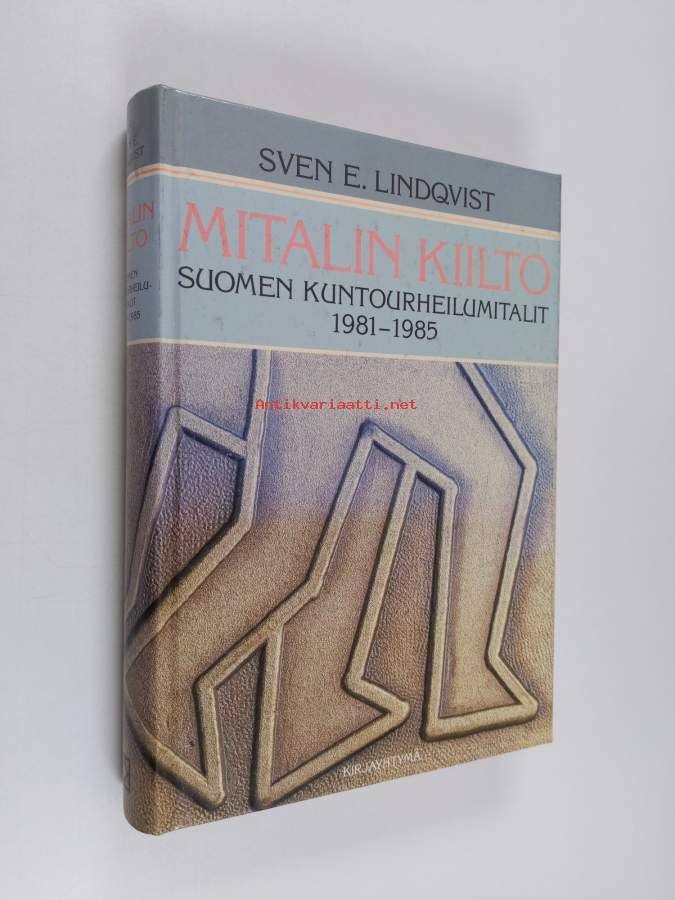 SVEN E. LINDQVIST
MITALIN KIILTO
SUOMEN KUNTOURHEILUMITALIT
1981–1985
Antikvariaatti.net
KIRJAYHTYMÄ